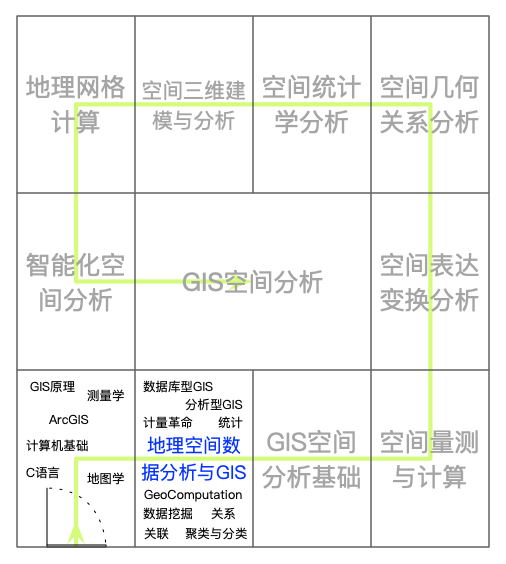 地理网格
计算
空间三维建
模与分析
空间统计
学分析
空间几何
关系分析
智能化空
间分析
GIS空间分析
空间表达
变换分析
GIS原理
测量学
ArcGIS
计算机基础
C语言
地图学
数据库型GIS
分析型GIS
计量革命 统计
地理空间数
据分析与GIS
GeoComputation
数据挖掘 关系
关联 聚类与分类
GIS空间
分析基础
空间量测
与计算